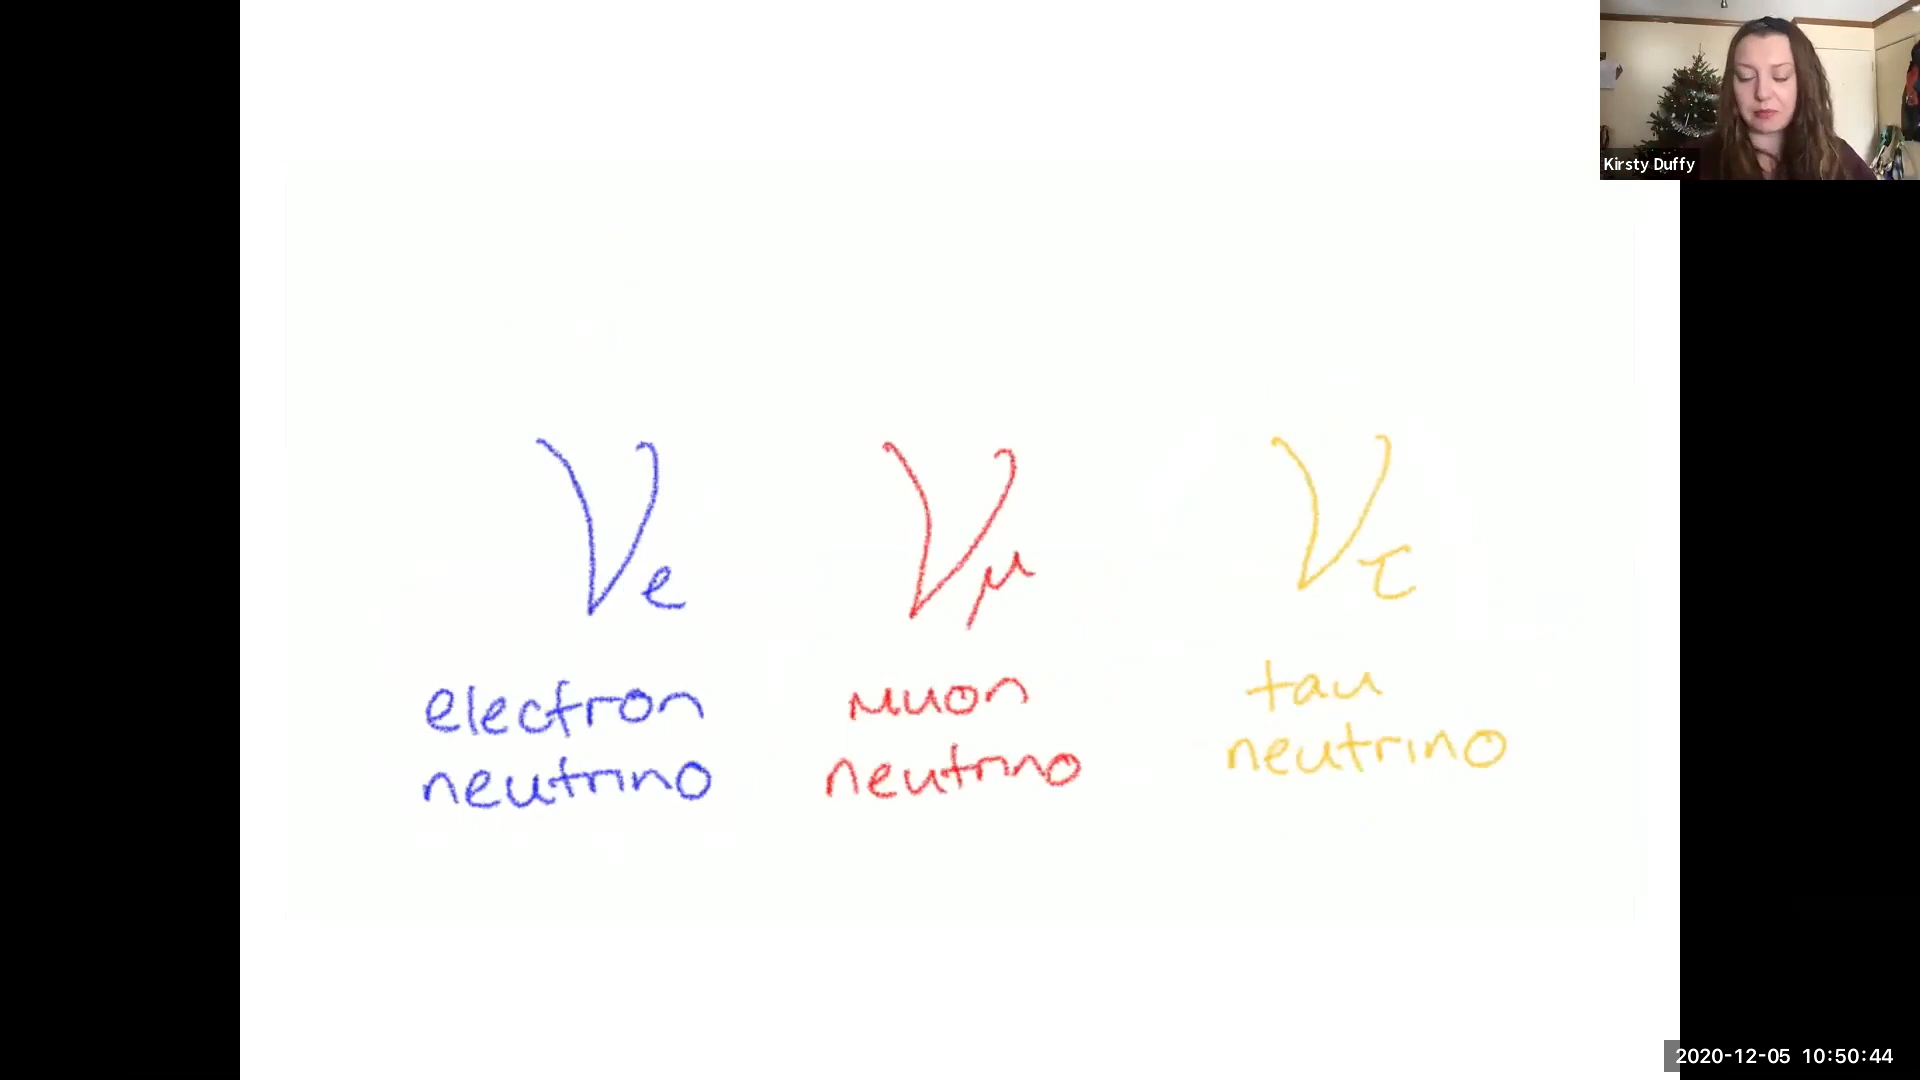 Kirsty Duffy
νe
νμ
ντ
electron
neutrino
muon
neutrino
tau
neutrino
2020-12-05 10:50:44